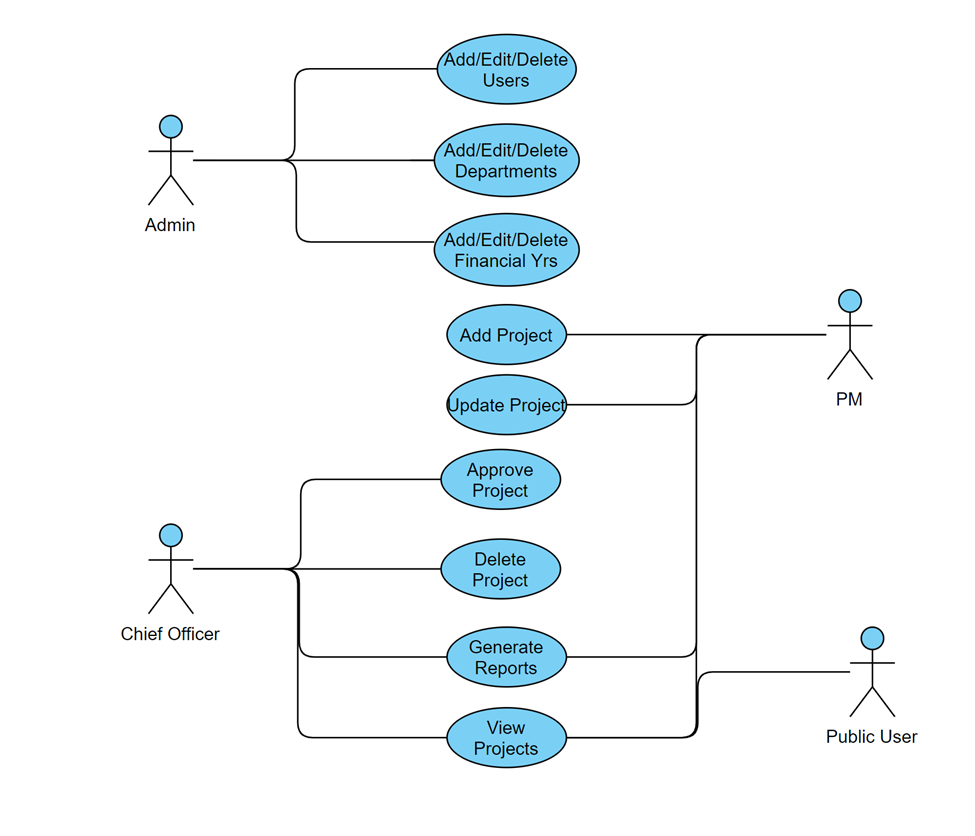 Add/Edit/Delete
Users
Add/Edit/Delete
Departments
Admin
Add/Edit/Delete
Financial Yrs
Add Project
PM
Update Project
Approve
Project
Delete
Project
Chief Officer
Generate
Reports
View
Projects
Public User